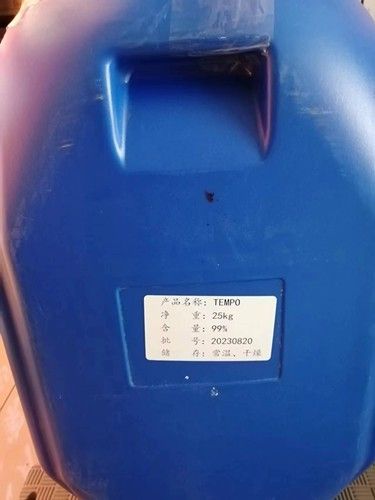 产品名称: TEMPO
净 重: 25kg
含 量: 99%
批 号: 20230820
储 存: 常温、干燥